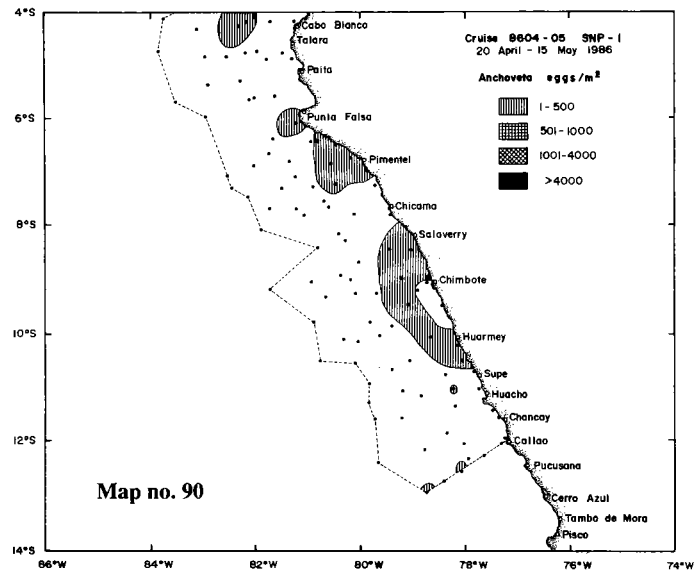 4°S
6°S
8°S
10°S
12°S
14°S
86°W
84°W
82°W
80°W
78°W
76°W
74°W
Cruise 8604-05 SNP-1
20 April - 15 May 1986
Anchoveta eggs/m²
1-500
501-1000
1001-4000
>4000
Cabo Blanco
Talara
Paita
Punta Falsa
Pimentel
Chicama
Salaverry
Chimbote
Huarmey
Supe
Huacho
Chancay
Callao
Pucusana
Cerro Azul
Tambo de Mora
Pisco
Map no. 90